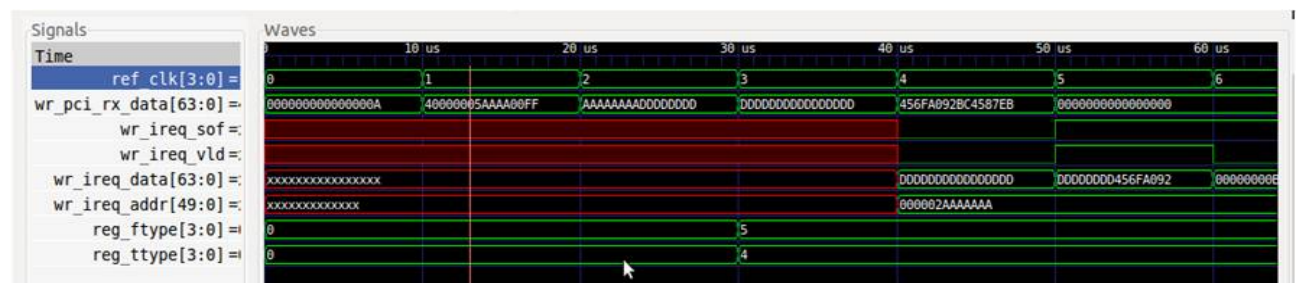 Signals Waves
Time 10 us 20 us 30 us 40 us 50 us 60 us
ref_clk[3:0] = 0 1 2 3 4 5 6
wr_pci_rx_data[63:0] = 000000000000000A 40000005AAAA00FF AAAAAAAADDDDDDDD DDDDDDDDDDDDDDDD 456FA092BC4587EB 0000000000000000
wr_ireq_sof =
wr_ireq_vld =
wr_ireq_data[63:0] = xxxxxxxxxxxxxxxx DDDDDDDDDDDDDDDD DDDDDDDD456FA092
wr_ireq_addr[49:0] = xxxxxxxxxxxxx 000002AAAAAAA
reg_ftype[3:0] = 0 5
reg_ttype[3:0] = 0 4